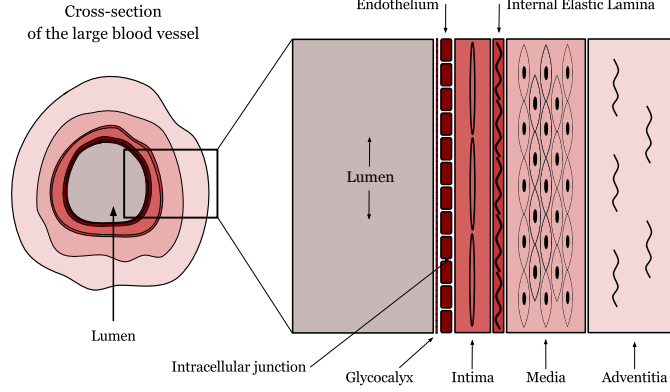 Cross-section
of the large blood vessel
Endothelium
Internal Elastic Lamina
Lumen
Lumen
Intracellular junction
Glycocalyx
Intima
Media
Adventitia